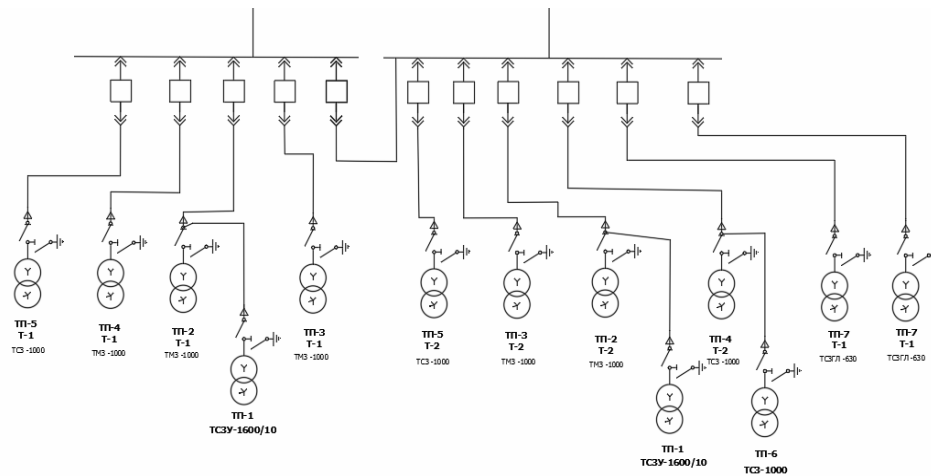 ТП-5
Т-1
ТСЗ -1000
ТП-4
Т-1
ТМЗ -1000
ТП-2
Т-1
ТМЗ -1000
ТП-3
Т-1
ТМЗ -1000
ТП-5
Т-2
ТСЗ -1000
ТП-3
Т-2
ТМЗ -1000
ТП-2
Т-2
ТМЗ -1000
ТП-4
Т-2
ТСЗ -1000
ТП-7
Т-1
ТСЗГЛ -630
ТП-7
Т-1
ТСЗГЛ -630
ТП-1
ТСЗУ-1600/10
ТП-1
ТСЗУ-1600/10
ТП-6
ТСЗ-1000